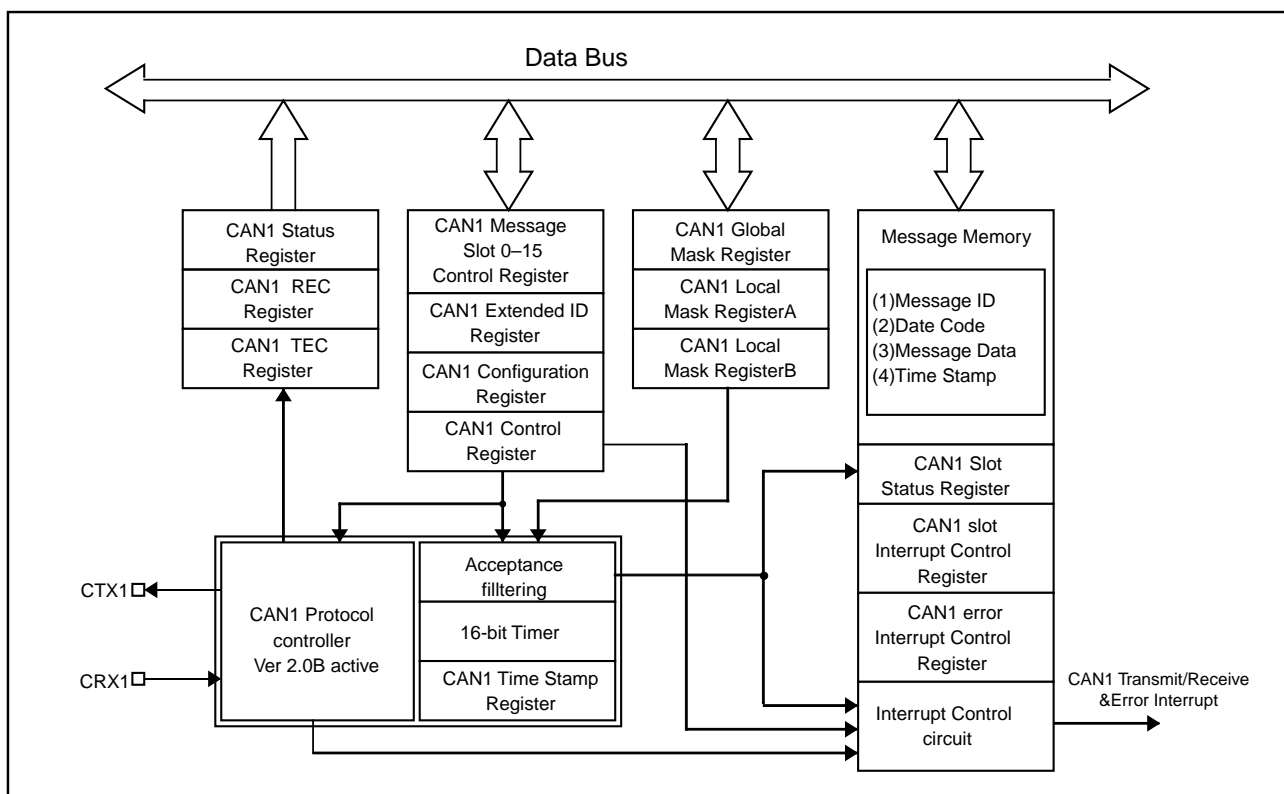 Data Bus
CAN1 Status
Register
CAN1 REC
Register
CAN1 TEC
Register
CAN1 Message
Slot 0–15
Control Register
CAN1 Extended ID
Register
CAN1 Configuration
Register
CAN1 Control
Register
CAN1 Global
Mask Register
CAN1 Local
Mask RegisterA
CAN1 Local
Mask RegisterB
Message Memory
(1)Message ID
(2)Date Code
(3)Message Data
(4)Time Stamp
CAN1 Slot
Status Register
CAN1 slot
Interrupt Control
Register
CAN1 error
Interrupt Control
Register
Interrupt Control
circuit
CTX1
CRX1
CAN1 Protocol
controller
Ver 2.0B active
Acceptance
filltering
16-bit Timer
CAN1 Time Stamp
Register
CAN1 Transmit/Receive
&Error Interrupt